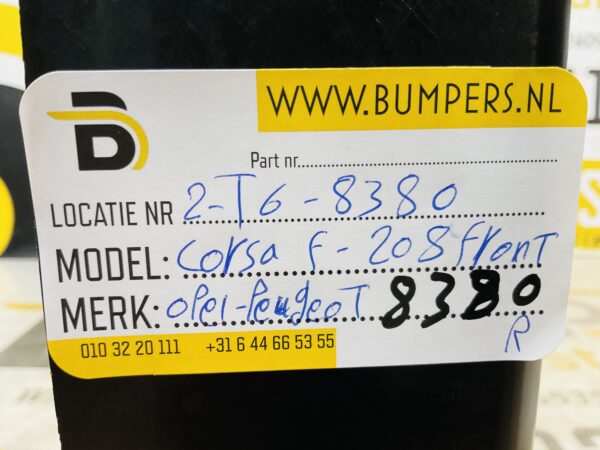 WWW.BUMPERS.NL
Part nr.
LOCATIE NR 2-T6-8380
MODEL: Corsa F-208 front
MERK: Opel-Peugeot 8380
R
010 32 20 111 +31 6 44 66 53 55